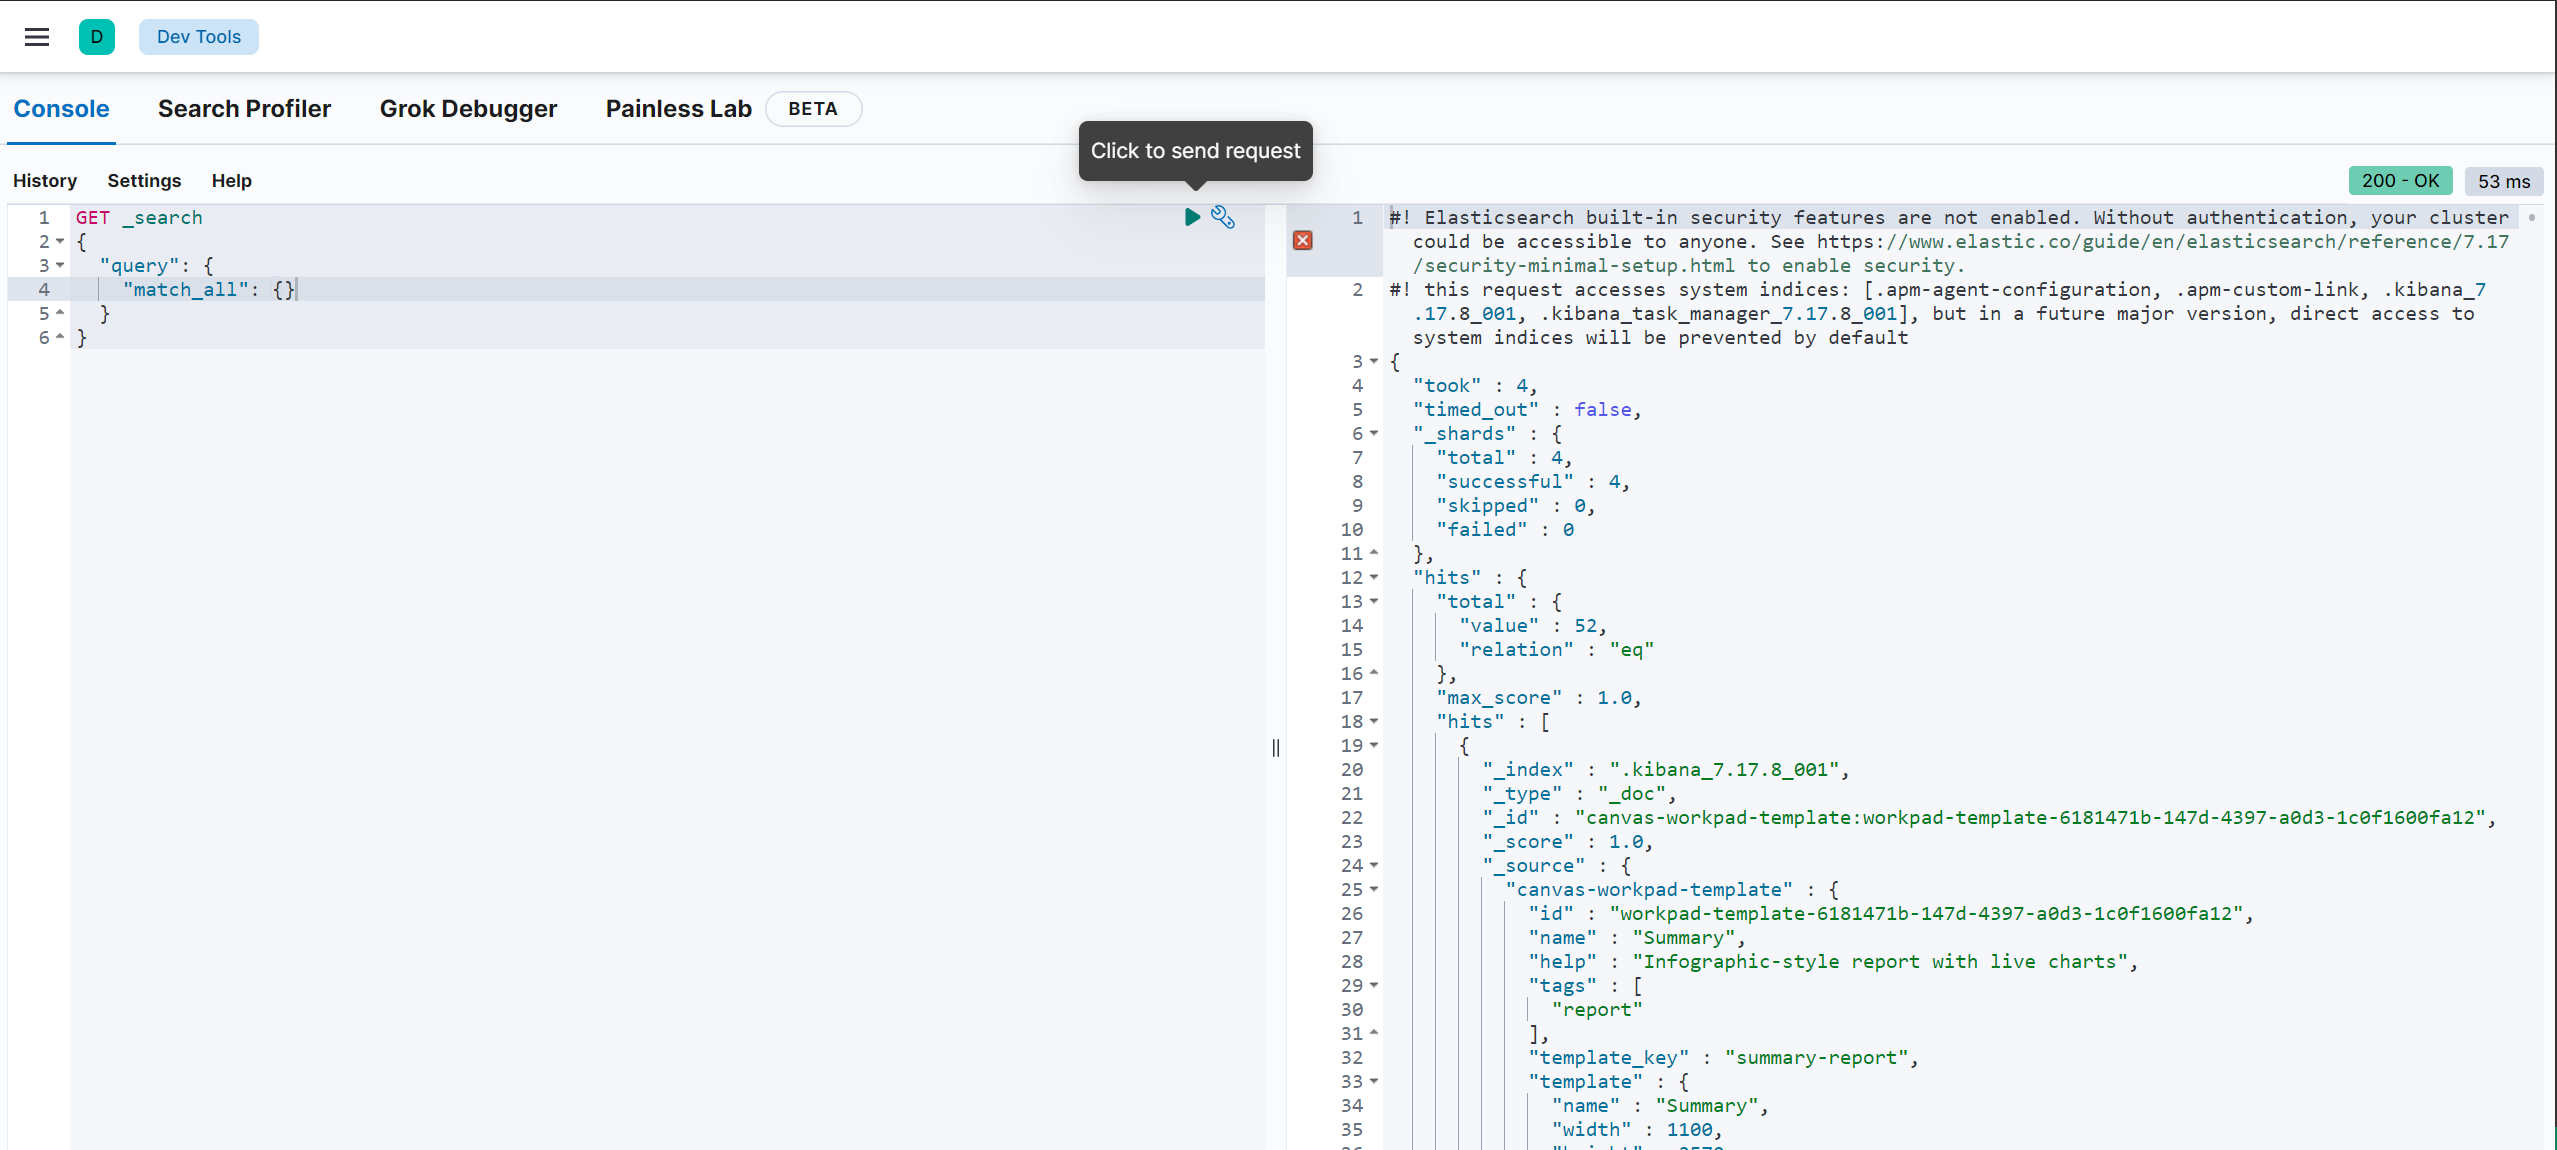 D Dev Tools
Console Search Profiler Grok Debugger Painless Lab BETA
Click to send request
History Settings Help
200 - OK 53 ms
1 GET _search
2 {
3 "query": {
4 "match_all": {}
5 }
6 }
1 #! Elasticsearch built-in security features are not enabled. Without authentication, your cluster
could be accessible to anyone. See https://www.elastic.co/guide/en/elasticsearch/reference/7.17
/security-minimal-setup.html to enable security.
2 #! this request accesses system indices: [.apm-agent-configuration, .apm-custom-link, .kibana_7
.17.8_001, .kibana_task_manager_7.17.8_001], but in a future major version, direct access to
system indices will be prevented by default
3 {
4 "took" : 4,
5 "timed_out" : false,
6 "_shards" : {
7 "total" : 4,
8 "successful" : 4,
9 "skipped" : 0,
10 "failed" : 0
11 },
12 "hits" : {
13 "total" : {
14 "value" : 52,
15 "relation" : "eq"
16 },
17 "max_score" : 1.0,
18 "hits" : [
19 {
20 "_index" : ".kibana_7.17.8_001",
21 "_type" : "_doc",
22 "_id" : "canvas-workpad-template:workpad-template-6181471b-147d-4397-a0d3-1c0f1600fa12",
23 "_score" : 1.0,
24 "_source" : {
25 "canvas-workpad-template" : {
26 "id" : "workpad-template-6181471b-147d-4397-a0d3-1c0f1600fa12",
27 "name" : "Summary",
28 "help" : "Infographic-style report with live charts",
29 "tags" : [
30 "report"
31 ],
32 "template_key" : "summary-report",
33 "template" : {
34 "name" : "Summary",
35 "width" : 1100,